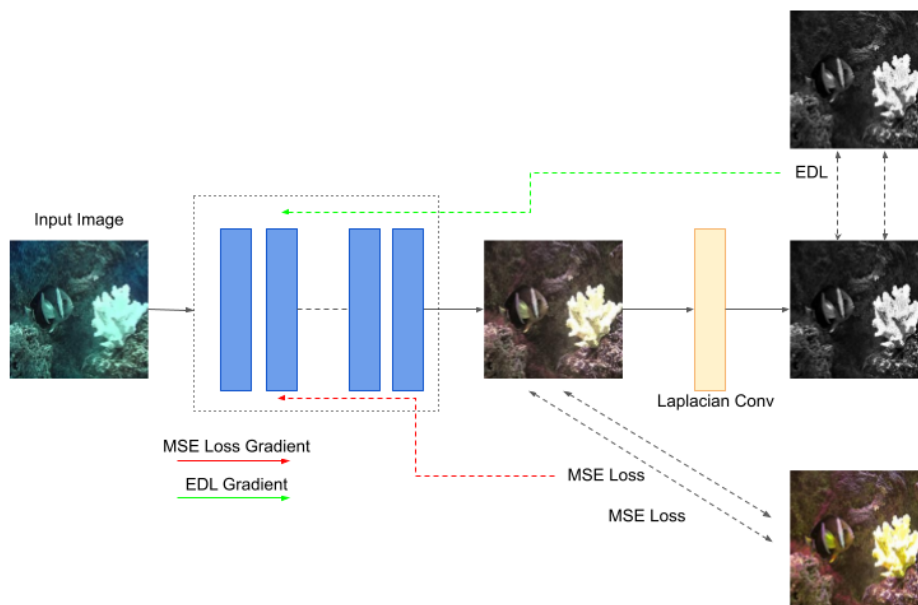 EDL
Input Image
Laplacian Conv
MSE Loss Gradient
MSE Loss
EDL Gradient
MSE Loss